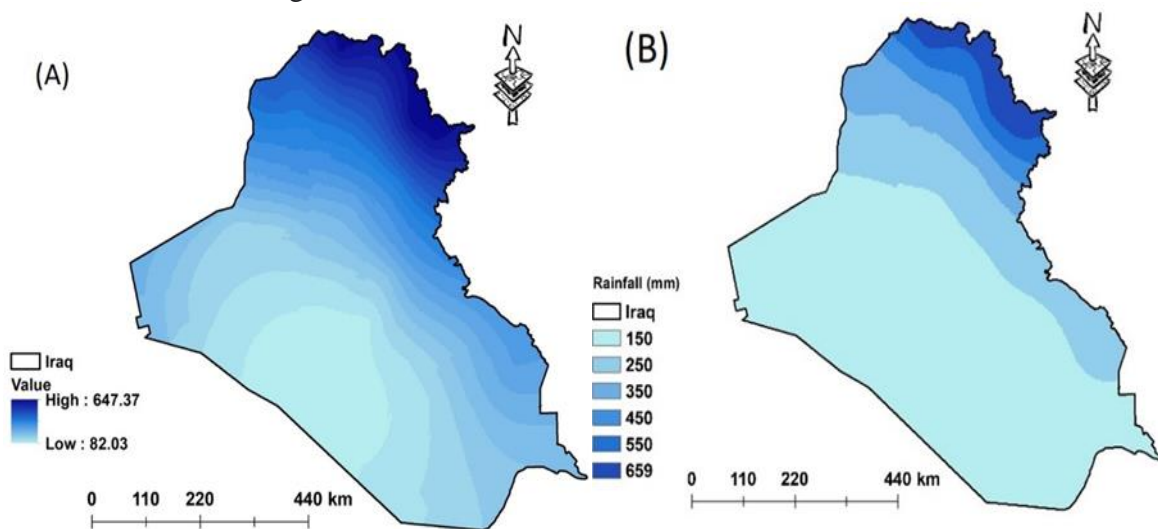 (A)
N
Iraq
Value
High : 647.37
Low : 82.03
0 110 220 440 km
(B)
N
Rainfall (mm)
Iraq
150
250
350
450
550
659
0 110 220 440 km